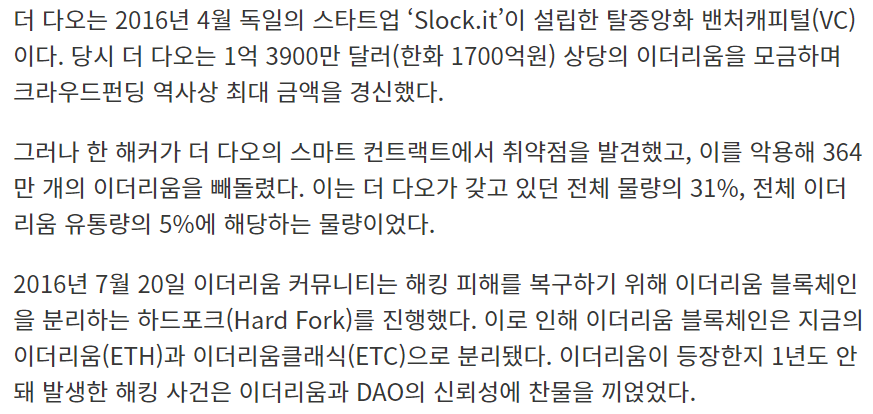 더 다오는 2016년 4월 독일의 스타트업 ‘Slock.it’이 설립한 탈중앙화 밴처캐피털(VC)
이다. 당시 더 다오는 1억 3900만 달러(한화 1700억원) 상당의 이더리움을 모금하며
크라우드펀딩 역사상 최대 금액을 경신했다.
그러나 한 해커가 더 다오의 스마트 컨트랙트에서 취약점을 발견했고, 이를 악용해 364
만 개의 이더리움을 빼돌렸다. 이는 더 다오가 갖고 있던 전체 물량의 31%, 전체 이더
리움 유통량의 5%에 해당하는 물량이었다.
2016년 7월 20일 이더리움 커뮤니티는 해킹 피해를 복구하기 위해 이더리움 블록체인
을 분리하는 하드포크(Hard Fork)를 진행했다. 이로 인해 이더리움 블록체인은 지금의
이더리움(ETH)과 이더리움클래식(ETC)으로 분리됐다. 이더리움이 등장한지 1년도 안
돼 발생한 해킹 사건은 이더리움과 DAO의 신뢰성에 찬물을 끼얹었다.